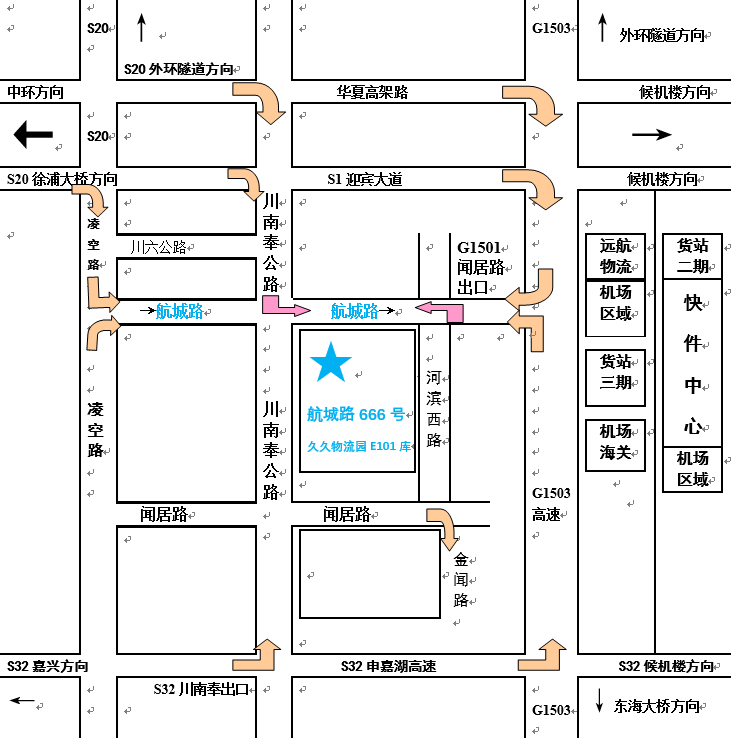 S20
G1503
外环隧道方向
S20 外环隧道方向
中环方向
华夏高架路
候机楼方向
S20
S20 徐浦大桥方向
S1 迎宾大道
候机楼方向
凌空路
川南奉公路
川六公路
G1501
闻居路
出口
远航
物流
货站
二期
机场
区域
快件中心
航城路
航城路
货站
三期
河滨西路
航城路 666 号
久久物流园 E101 库
凌空路
川南奉公路
机场
海关
机场
区域
闻居路
闻居路
G1503
高速
金闻路
S32 嘉兴方向
S32 申嘉湖高速
S32 候机楼方向
S32 川南奉出口
G1503
东海大桥方向